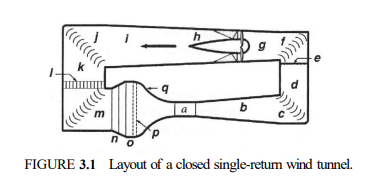 j i h g f
e
k
l
d
q
m a b c
n o p
FIGURE 3.1 Layout of a closed single-return wind tunnel.